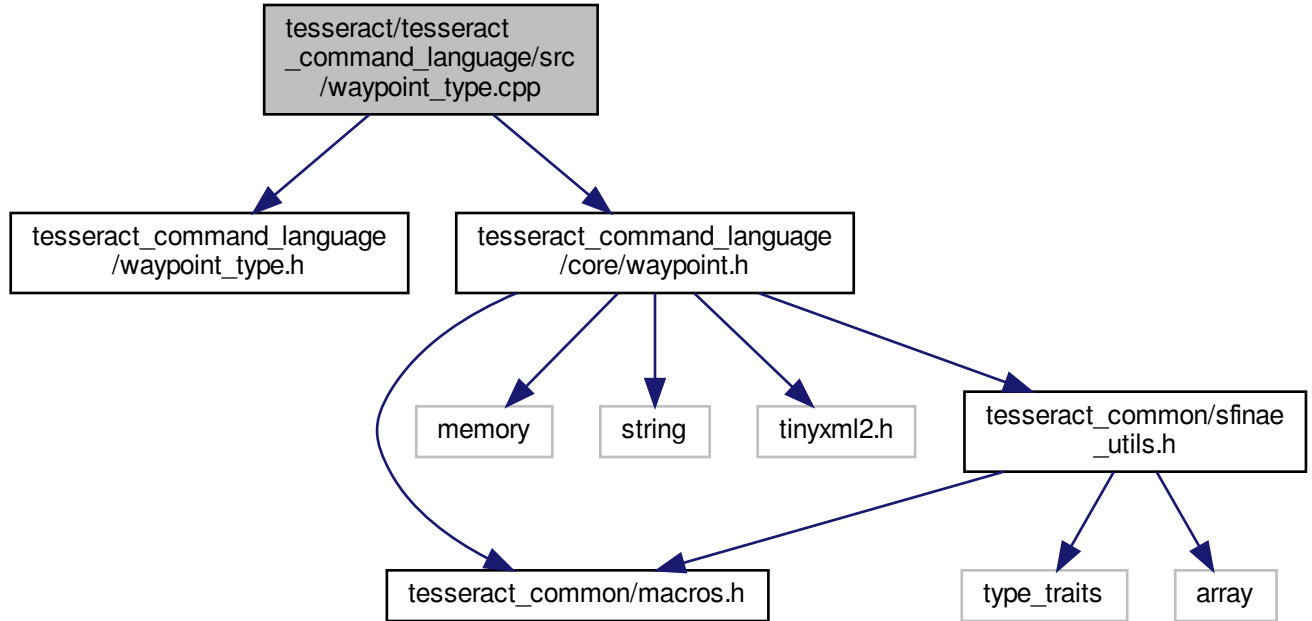 tesseract/tesseract
_command_language/src
/waypoint_type.cpp
tesseract_command_language
/waypoint_type.h
tesseract_command_language
/core/waypoint.h
memory
string
tinyxml2.h
tesseract_common/sfinae
_utils.h
tesseract_common/macros.h
type_traits
array